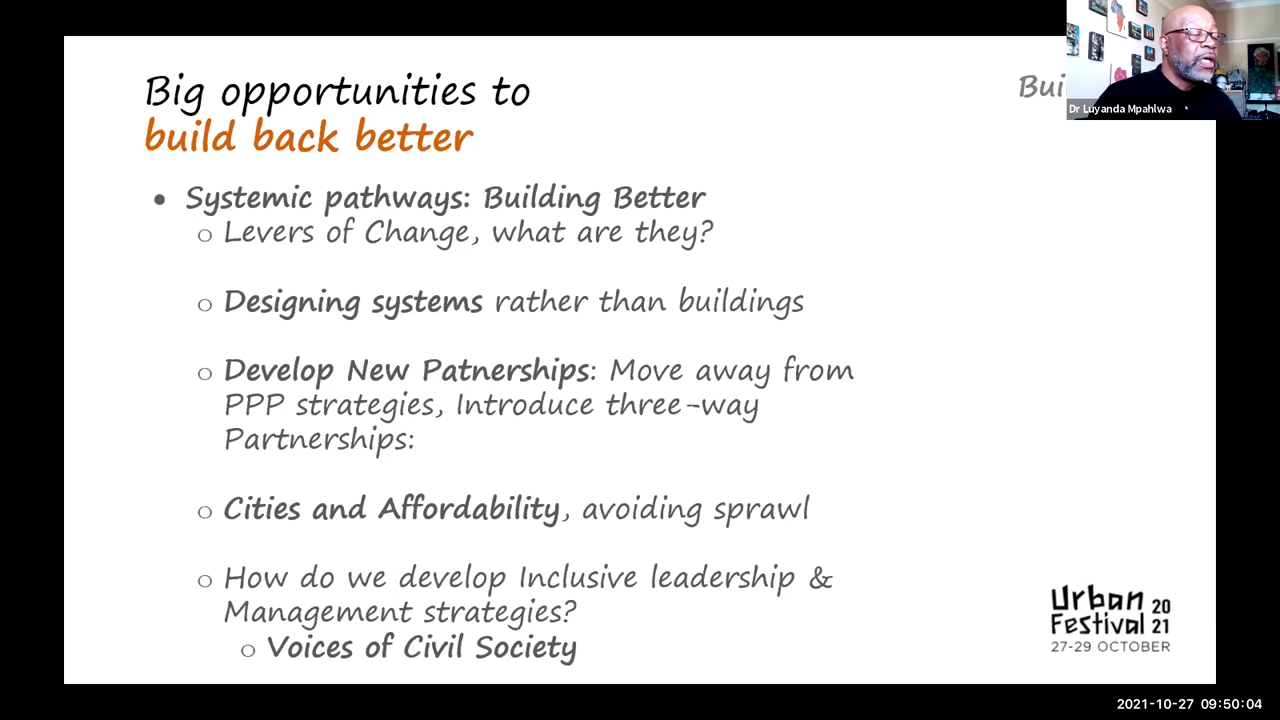 Big opportunities to
build back better
Bui
Dr Luyanda Mpahlwa
• Systemic pathways: Building Better
o Levers of Change, what are they?
o Designing systems rather than buildings
o Develop New Patnerships: Move away from
PPP strategies, Introduce three-way
Partnerships:
o Cities and Affordability, avoiding sprawl
o How do we develop Inclusive leadership &
Management strategies?
o Voices of Civil Society
Urban 20
Festival 21
27-29 OCTOBER
2021-10-27 09:50:04